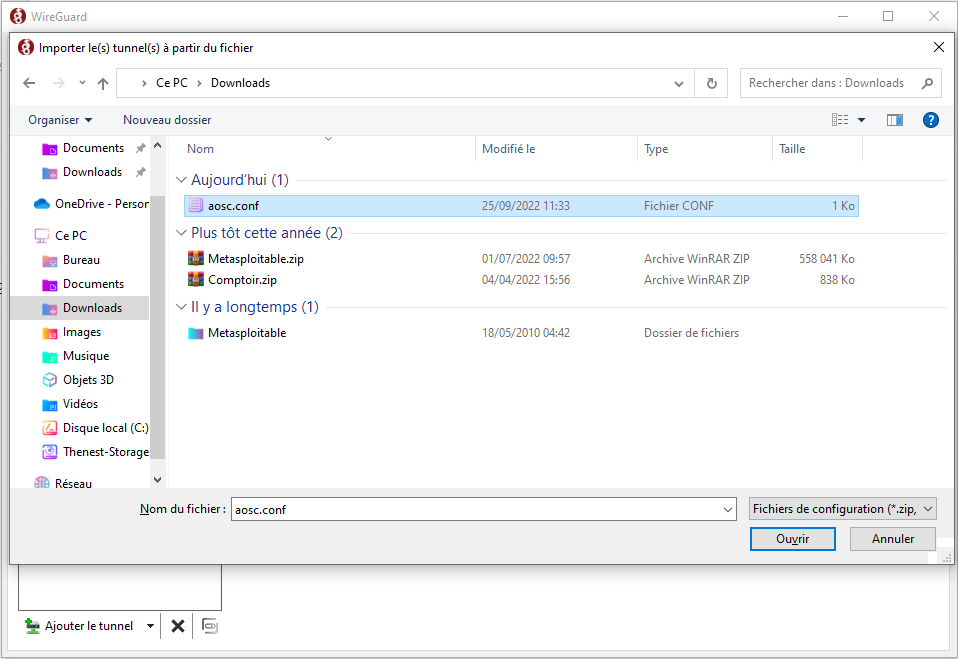 WireGuard
Importer le(s) tunnel(s) à partir du fichier
Ce PC > Downloads
Rechercher dans : Downloads
Organiser
Nouveau dossier
Documents
Downloads
OneDrive - Person
Ce PC
Bureau
Documents
Downloads
Images
Musique
Objets 3D
Vidéos
Disque local (C:)
Thenest-Storage
Réseau
Nom Modifié le Type Taille
Aujourd'hui (1)
aosc.conf 25/09/2022 11:33 Fichier CONF 1 Ko
Plus tôt cette année (2)
Metasploitable.zip 01/07/2022 09:57 Archive WinRAR ZIP 558 041 Ko
Comptoir.zip 04/04/2022 15:56 Archive WinRAR ZIP 838 Ko
Il y a longtemps (1)
Metasploitable 18/05/2010 04:42 Dossier de fichiers
Nom du fichier : aosc.conf
Fichiers de configuration (*.zip,
Ouvrir
Annuler
Ajouter le tunnel